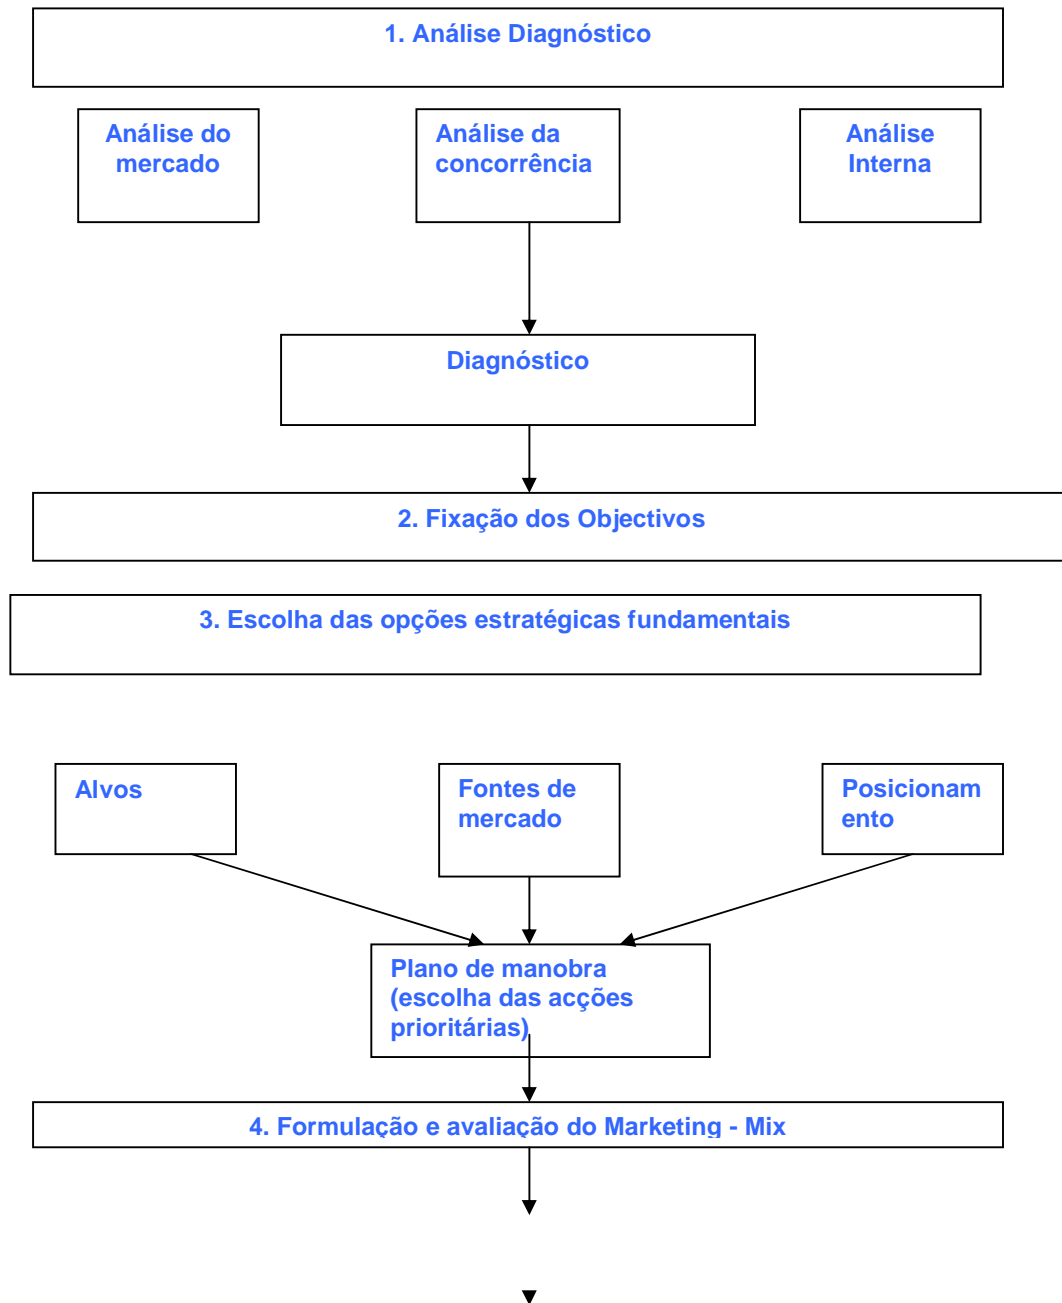 1. Análise Diagnóstico
Análise do
mercado
Análise da
concorrência
Análise
Interna
Diagnóstico
2. Fixação dos Objectivos
3. Escolha das opções estratégicas fundamentais
Alvos
Fontes de
mercado
Posicionam
ento
Plano de manobra
(escolha das acções
prioritárias)
4. Formulação e avaliação do Marketing - Mix